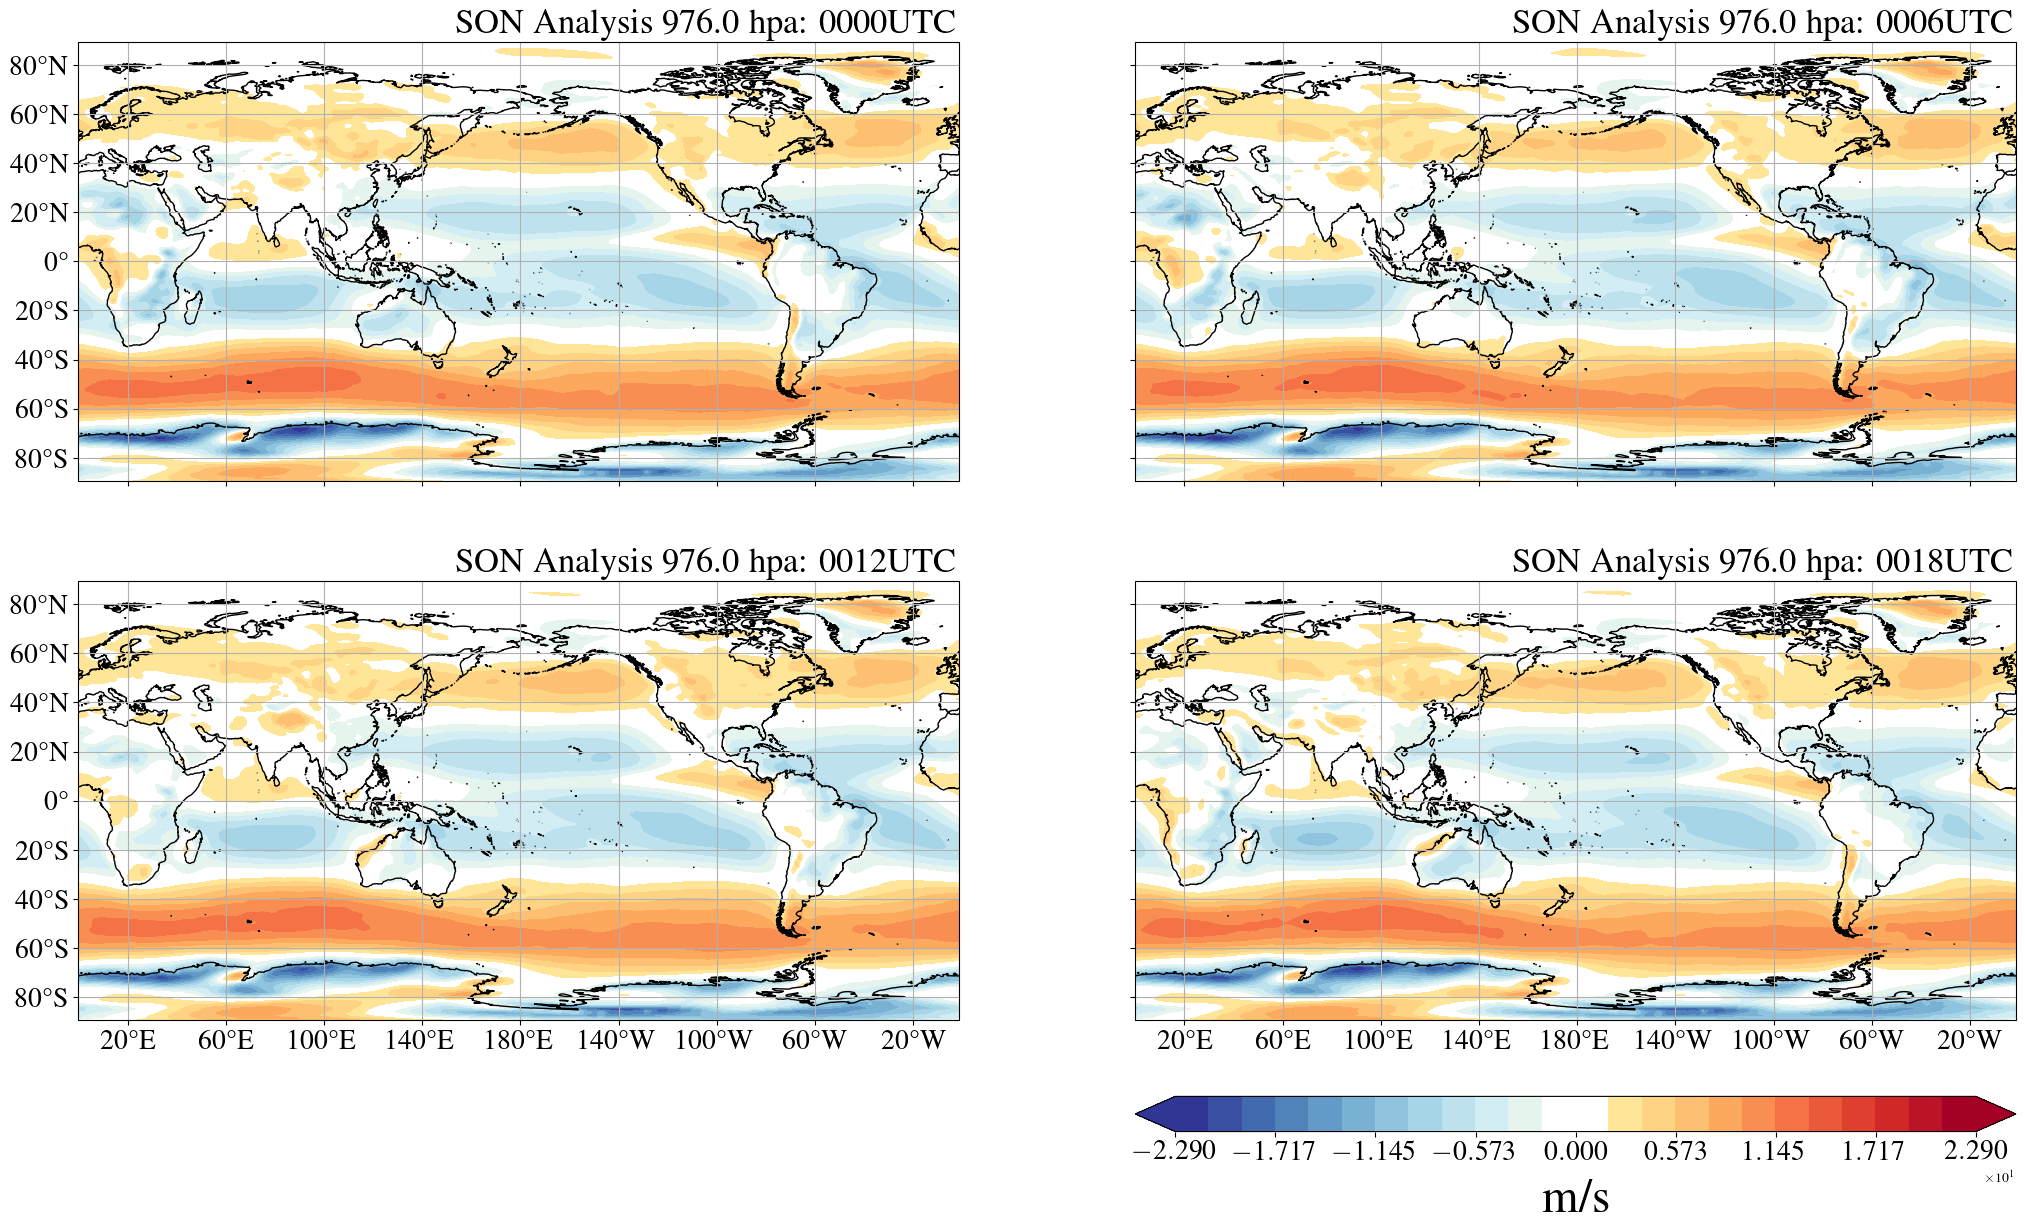 SON Analysis 976.0 hpa: 0000UTC
SON Analysis 976.0 hpa: 0006UTC
80°N
60°N
40°N
20°N
0°
20°S
40°S
60°S
80°S
SON Analysis 976.0 hpa: 0012UTC
SON Analysis 976.0 hpa: 0018UTC
80°N
60°N
40°N
20°N
0°
20°S
40°S
60°S
80°S
20°E 60°E 100°E 140°E 180°E 140°W 100°W 60°W 20°W
20°E 60°E 100°E 140°E 180°E 140°W 100°W 60°W 20°W
−2.290 −1.717 −1.145 −0.573 0.000 0.573 1.145 1.717 2.290
×10¹
m/s